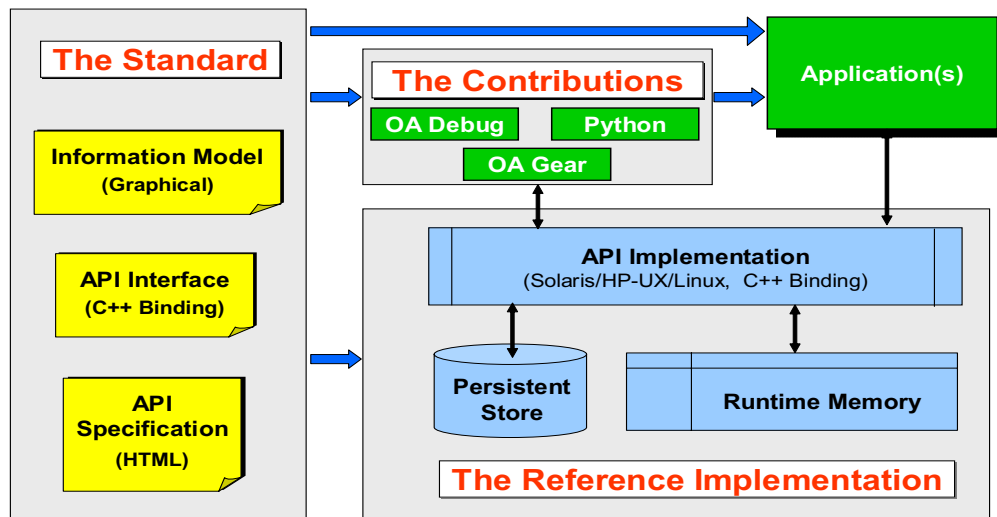 The Standard
Information Model
(Graphical)
API Interface
(C++ Binding)
API
Specification
(HTML)
The Contributions
OA Debug
Python
OA Gear
Application(s)
API Implementation
(Solaris/HP-UX/Linux, C++ Binding)
Persistent
Store
Runtime Memory
The Reference Implementation